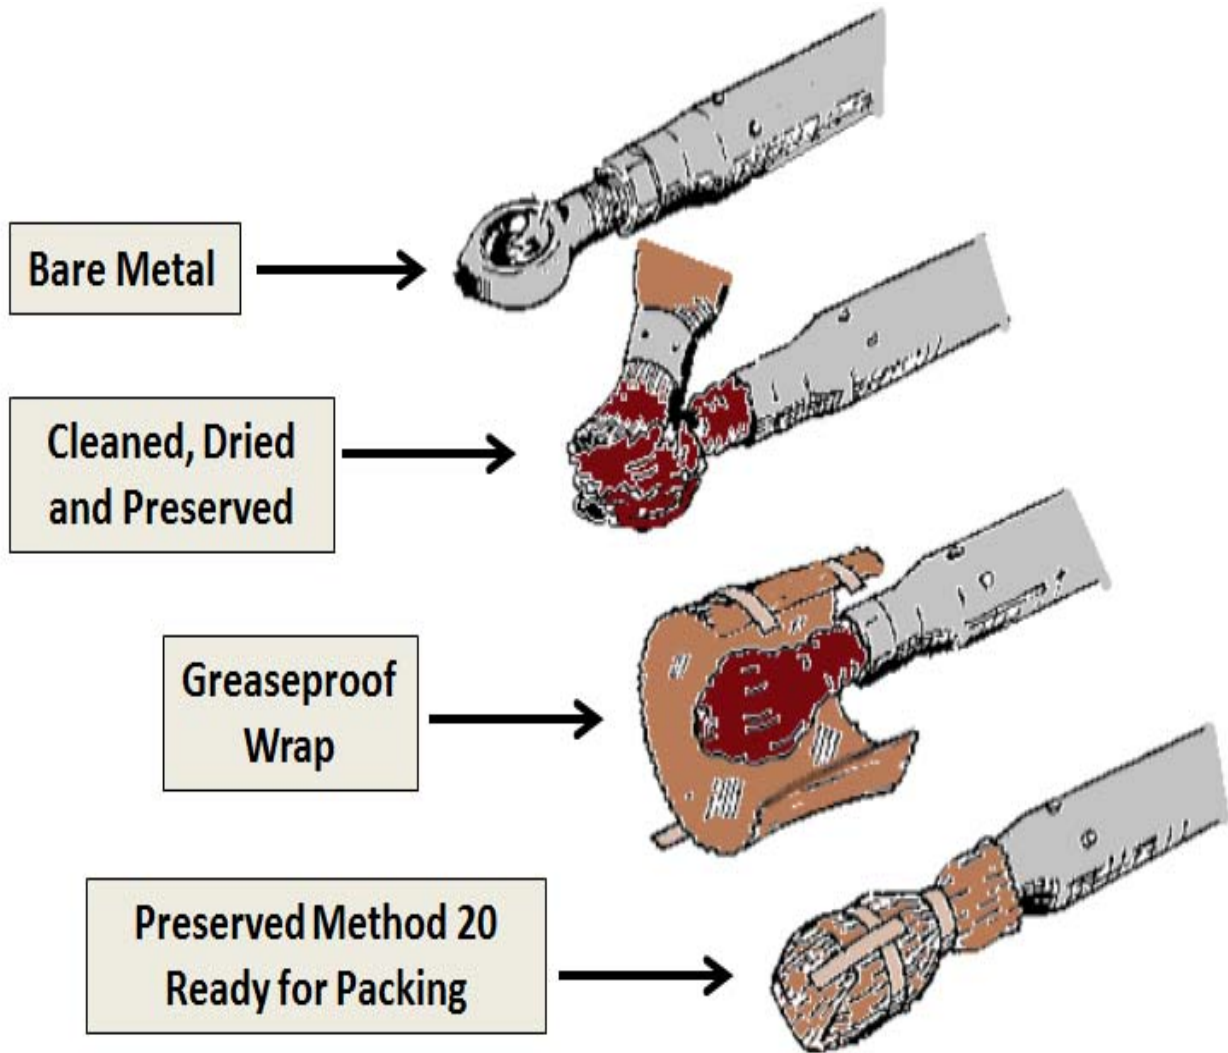 Bare Metal
Cleaned, Dried
and Preserved
Greaseproof
Wrap
Preserved Method 20
Ready for Packing